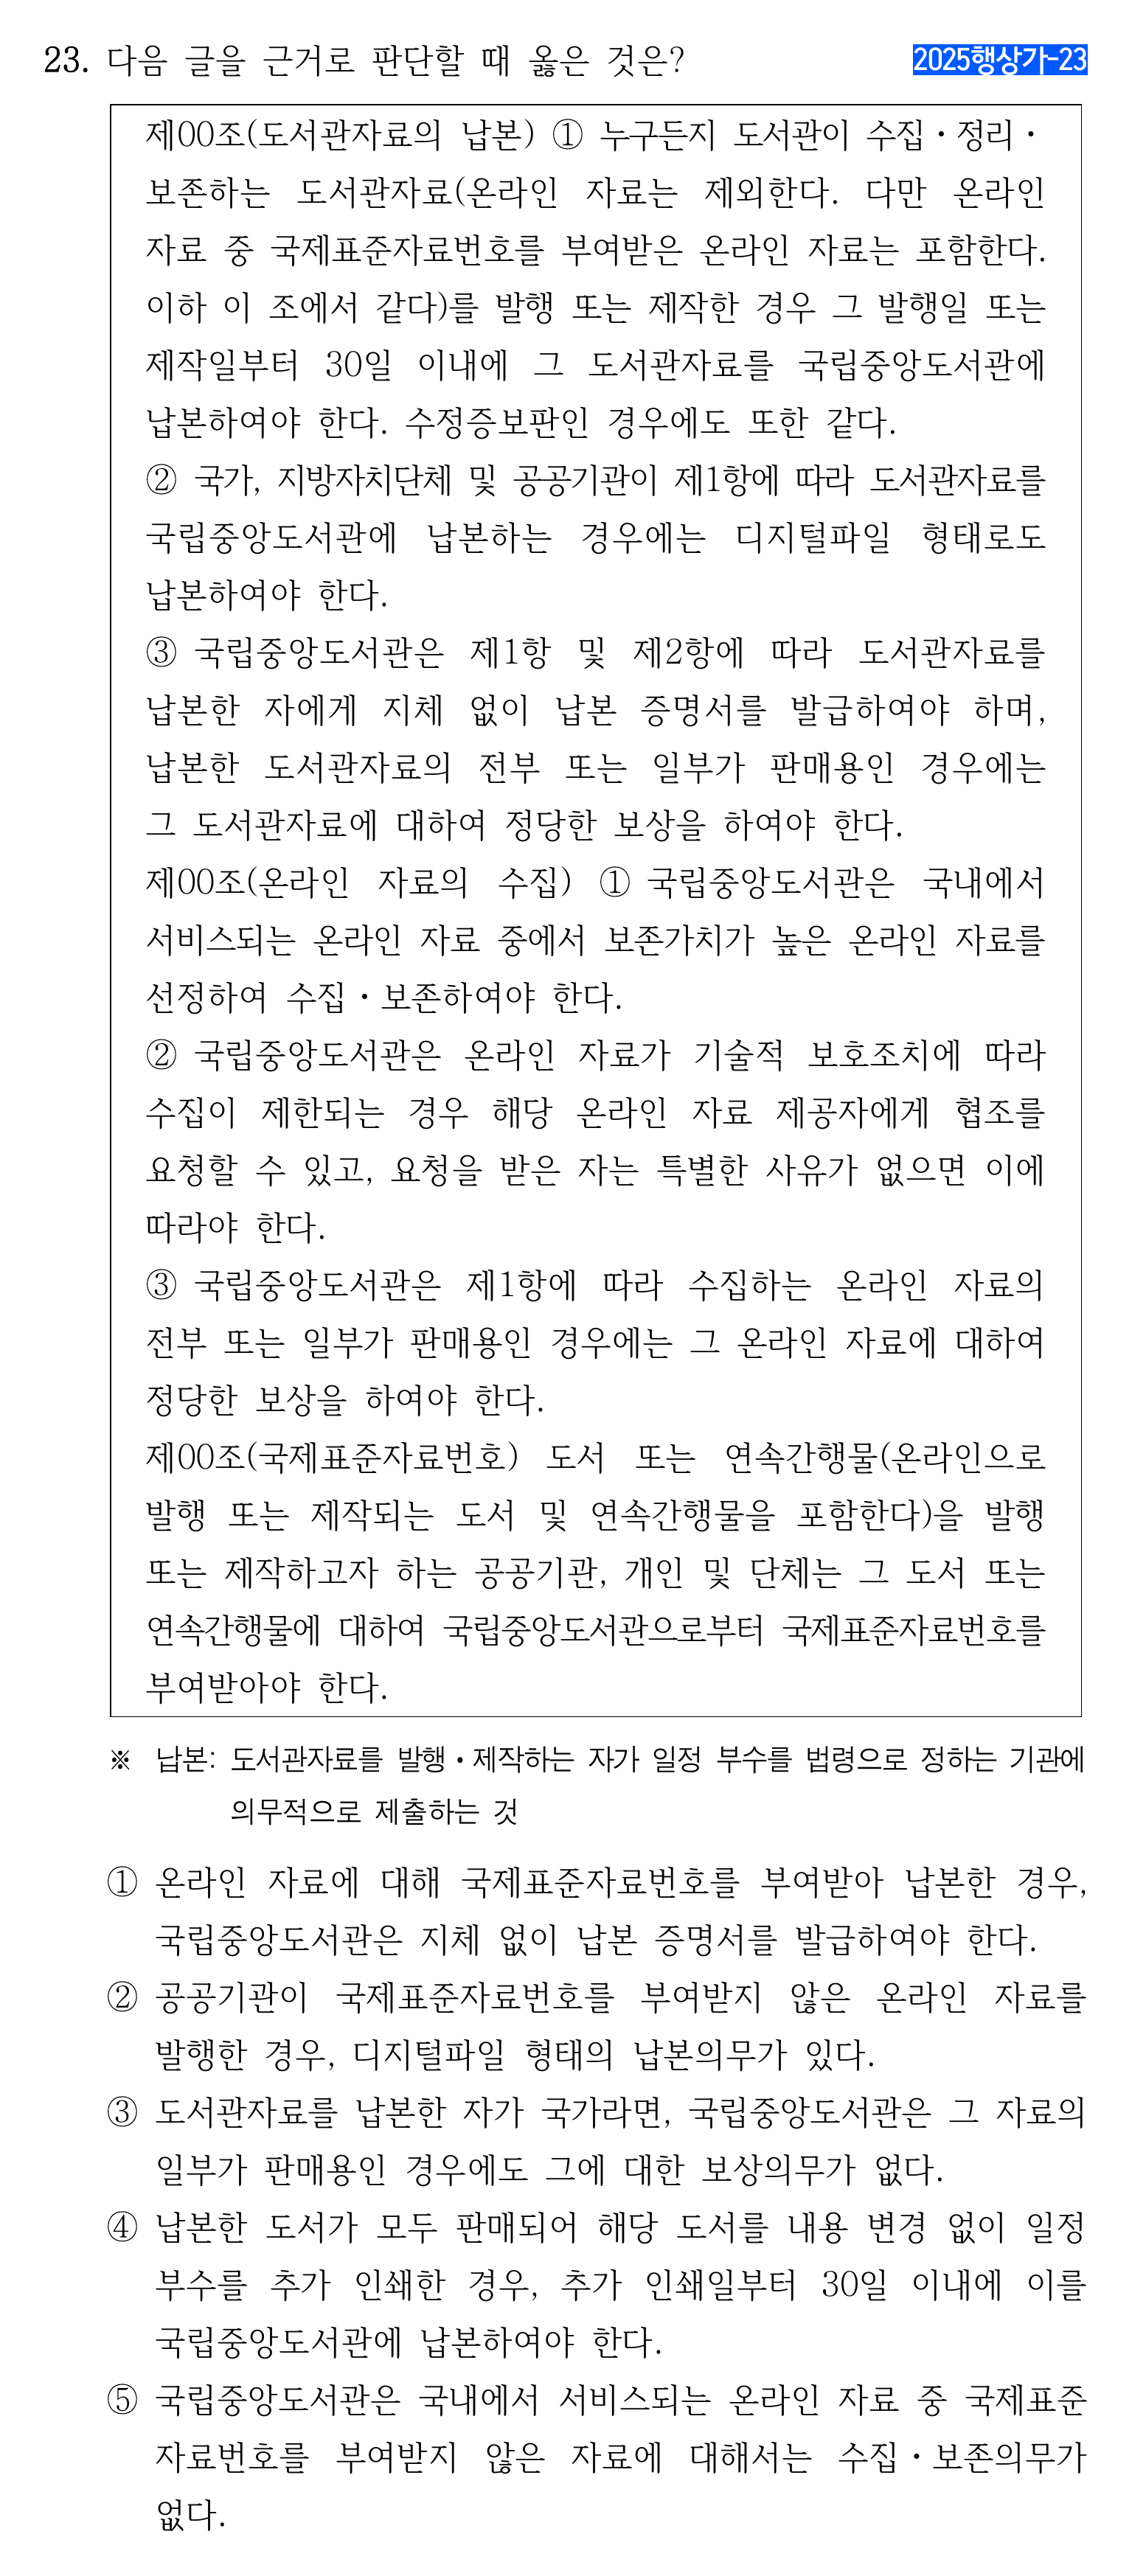 23. 다음 글을 근거로 판단할 때 옳은 것은?
2025행상가-23
제00조(도서관자료의 납본) ① 누구든지 도서관이 수집·정리·
보존하는 도서관자료(온라인 자료는 제외한다. 다만 온라인
자료 중 국제표준자료번호를 부여받은 온라인 자료는 포함한다.
이하 이 조에서 같다)를 발행 또는 제작한 경우 그 발행일 또는
제작일부터 30일 이내에 그 도서관자료를 국립중앙도서관에
납본하여야 한다. 수정증보판인 경우에도 또한 같다.
② 국가, 지방자치단체 및 공공기관이 제1항에 따라 도서관자료를
국립중앙도서관에 납본하는 경우에는 디지털파일 형태로도
납본하여야 한다.
③ 국립중앙도서관은 제1항 및 제2항에 따라 도서관자료를
납본한 자에게 지체 없이 납본 증명서를 발급하여야 하며,
납본한 도서관자료의 전부 또는 일부가 판매용인 경우에는
그 도서관자료에 대하여 정당한 보상을 하여야 한다.
제00조(온라인 자료의 수집) ① 국립중앙도서관은 국내에서
서비스되는 온라인 자료 중에서 보존가치가 높은 온라인 자료를
선정하여 수집·보존하여야 한다.
② 국립중앙도서관은 온라인 자료가 기술적 보호조치에 따라
수집이 제한되는 경우 해당 온라인 자료 제공자에게 협조를
요청할 수 있고, 요청을 받은 자는 특별한 사유가 없으면 이에
따라야 한다.
③ 국립중앙도서관은 제1항에 따라 수집하는 온라인 자료의
전부 또는 일부가 판매용인 경우에는 그 온라인 자료에 대하여
정당한 보상을 하여야 한다.
제00조(국제표준자료번호) 도서 또는 연속간행물(온라인으로
발행 또는 제작되는 도서 및 연속간행물을 포함한다)을 발행
또는 제작하고자 하는 공공기관, 개인 및 단체는 그 도서 또는
연속간행물에 대하여 국립중앙도서관으로부터 국제표준자료번호를
부여받아야 한다.
※ 납본: 도서관자료를 발행·제작하는 자가 일정 부수를 법령으로 정하는 기관에
의무적으로 제출하는 것
① 온라인 자료에 대해 국제표준자료번호를 부여받아 납본한 경우,
국립중앙도서관은 지체 없이 납본 증명서를 발급하여야 한다.
② 공공기관이 국제표준자료번호를 부여받지 않은 온라인 자료를
발행한 경우, 디지털파일 형태의 납본의무가 있다.
③ 도서관자료를 납본한 자가 국가라면, 국립중앙도서관은 그 자료의
일부가 판매용인 경우에도 그에 대한 보상의무가 없다.
④ 납본한 도서가 모두 판매되어 해당 도서를 내용 변경 없이 일정
부수를 추가 인쇄한 경우, 추가 인쇄일부터 30일 이내에 이를
국립중앙도서관에 납본하여야 한다.
⑤ 국립중앙도서관은 국내에서 서비스되는 온라인 자료 중 국제표준
자료번호를 부여받지 않은 자료에 대해서는 수집·보존의무가
없다.